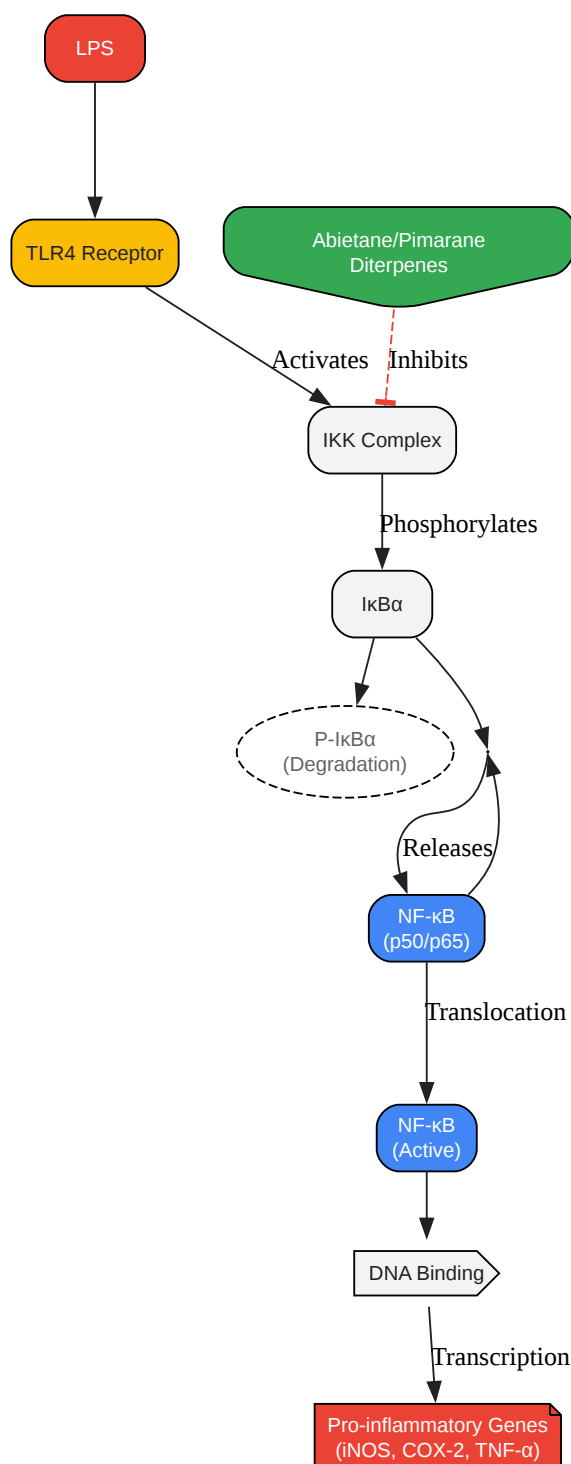 LPS
TLR4 Receptor
Abietane/Pimarane
Diterpenes
Activates
Inhibits
IKK Complex
Phosphorylates
IκBα
P-IκBα
(Degradation)
Releases
NF-κB
(p50/p65)
Translocation
NF-κB
(Active)
DNA Binding
Transcription
Pro-inflammatory Genes
(iNOS, COX-2, TNF-α)